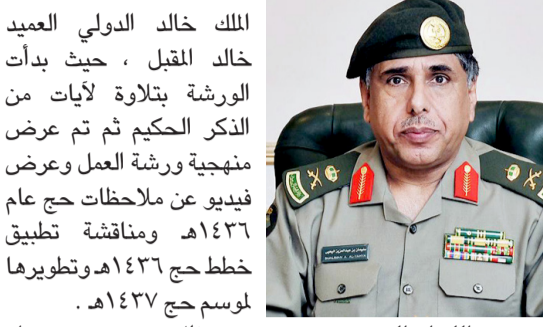 الملك خالد الدولي العميد
خالد المقبل ، حيث بدأت
الورشة بتلاوة لآيات من
الذكر الحكيم ثم تم عرض
منهجية ورشة العمل وعرض
فيديو عن ملاحظات حج عام
١٤٣٦هـ ومناقشة تطبيق
خطط حج ١٤٣٦هـ وتطويرها
لموسم حج ١٤٣٧هـ .